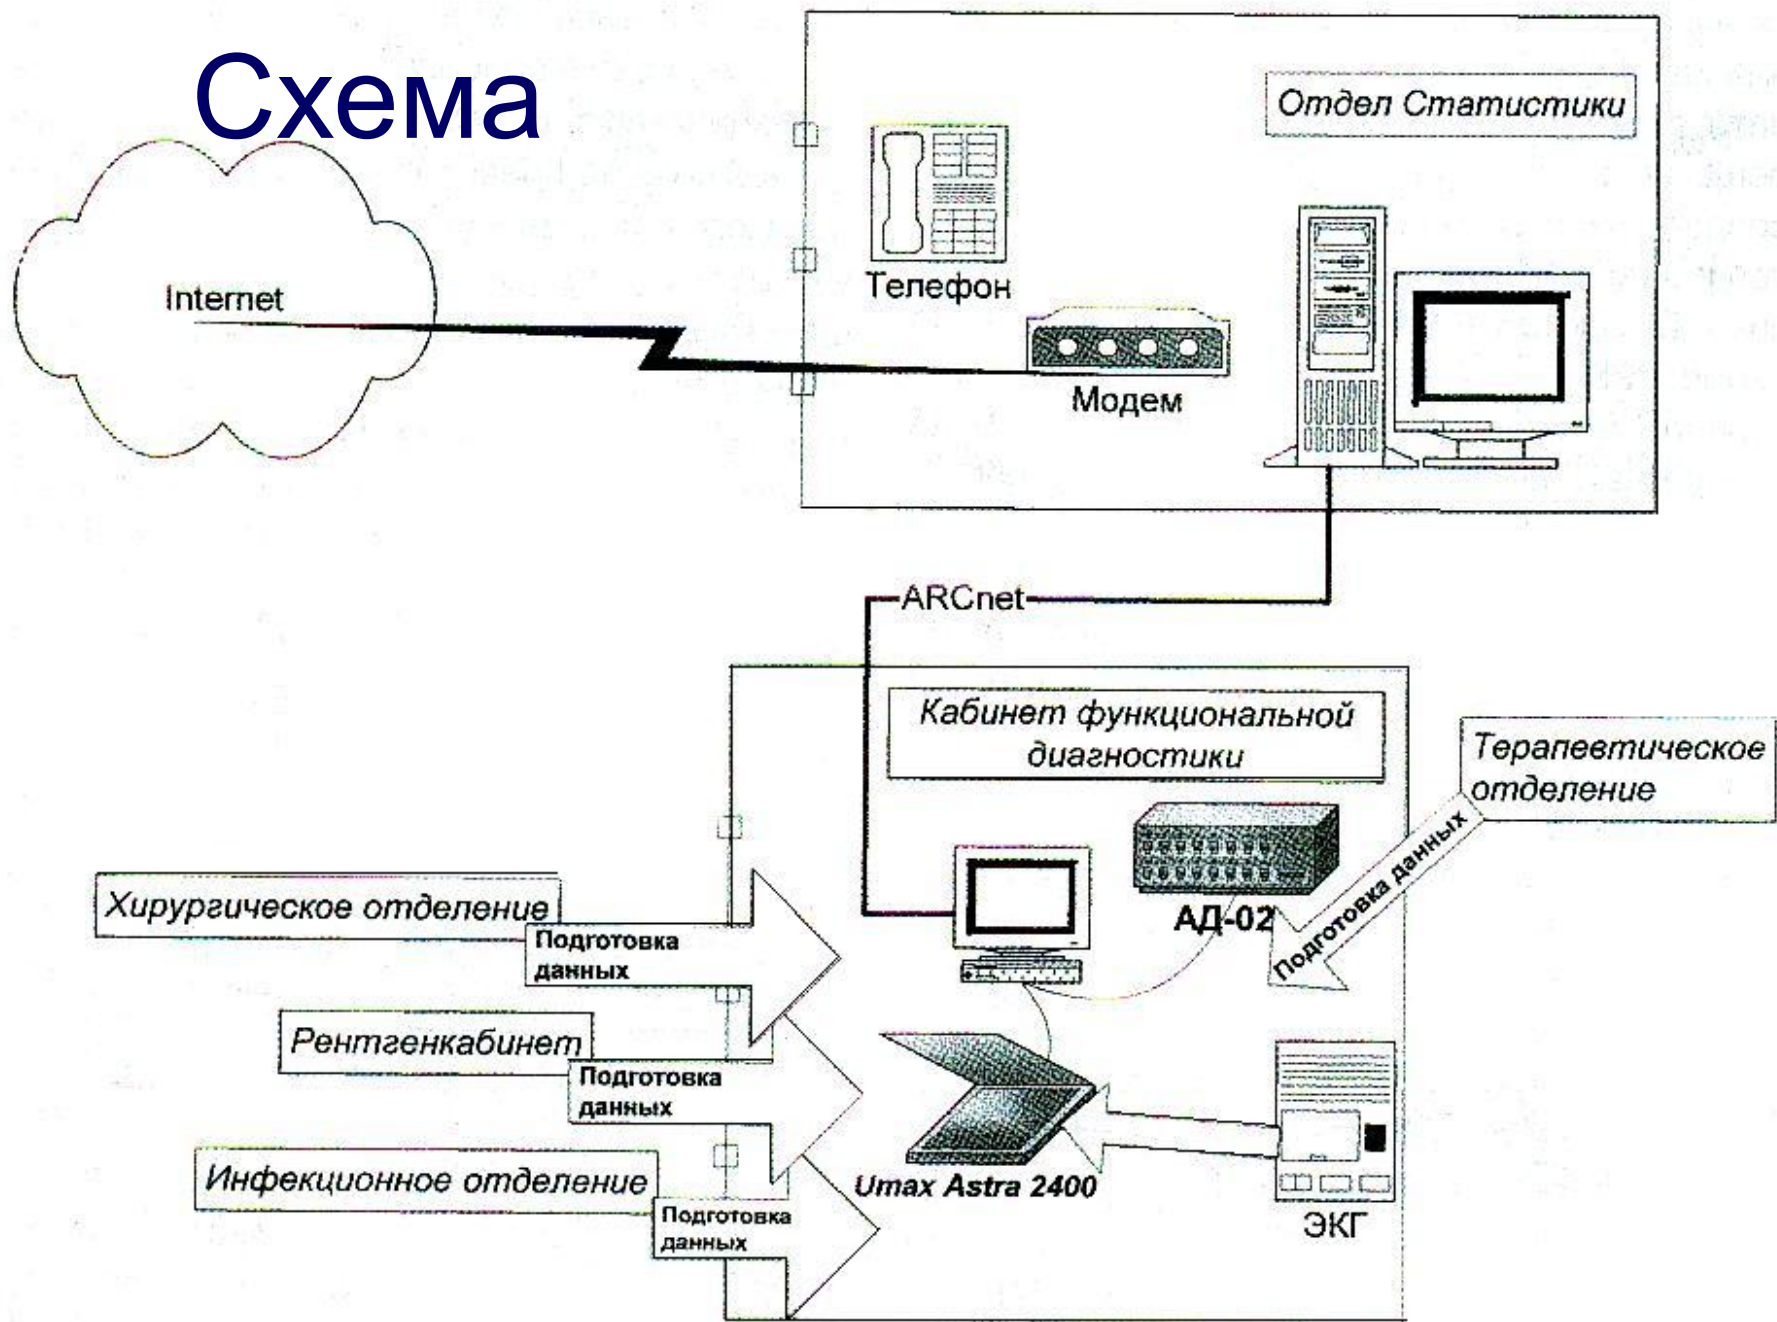 Схема
Отдел Статистики
Internet
Телефон
Модем
ARCnet
Кабинет функциональной
диагностики
Терапевтическое
отделение
Подготовка данных
АД-02
Хирургическое отделение
Подготовка
данных
Рентгенкабинет
Подготовка
данных
Инфекционное отделение
Подготовка
данных
Umax Astra 2400
ЭКГ